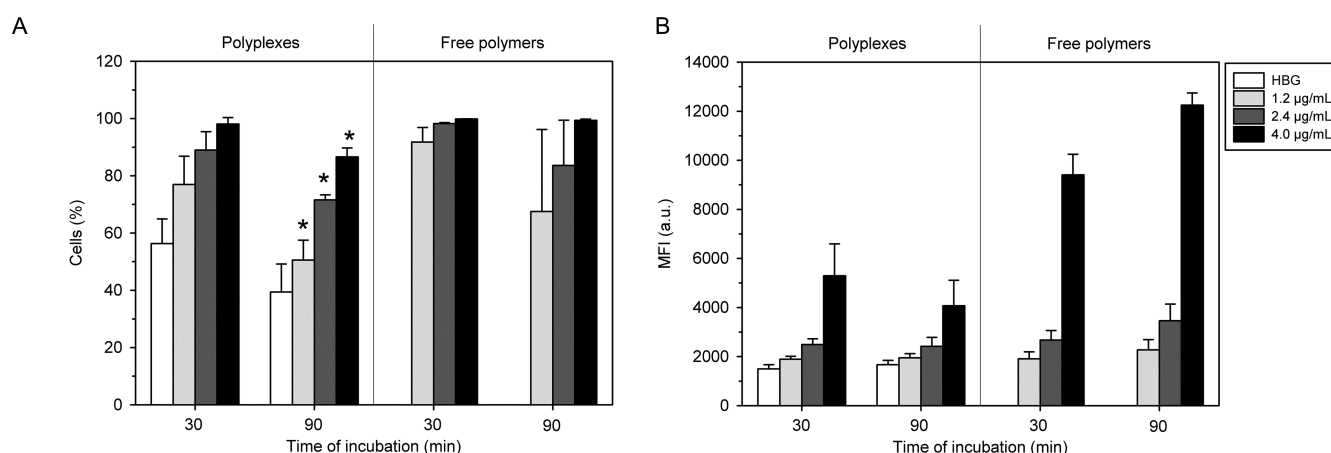 A
Polyplexes
Free polymers
120
100
80
60
40
20
0
Cells (%)
*
*
*
30
90
30
90
Time of incubation (min)
B
Polyplexes
Free polymers
14000
12000
10000
8000
6000
4000
2000
0
MFI (a.u.)
30
90
30
90
Time of incubation (min)
HBG
1.2 µg/mL
2.4 µg/mL
4.0 µg/mL